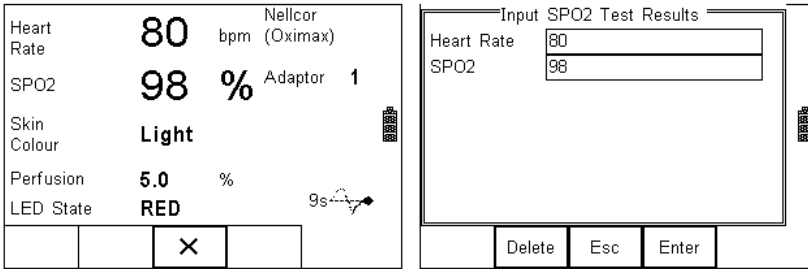 Heart
Rate
80
bpm
Nellcor
(Oximax)
SPO2
98
%
Adaptor 1
Skin
Colour
Light
Perfusion 5.0 %
LED State RED
9s
X
Input SPO2 Test Results
Heart Rate 80
SPO2 98
Delete Esc Enter